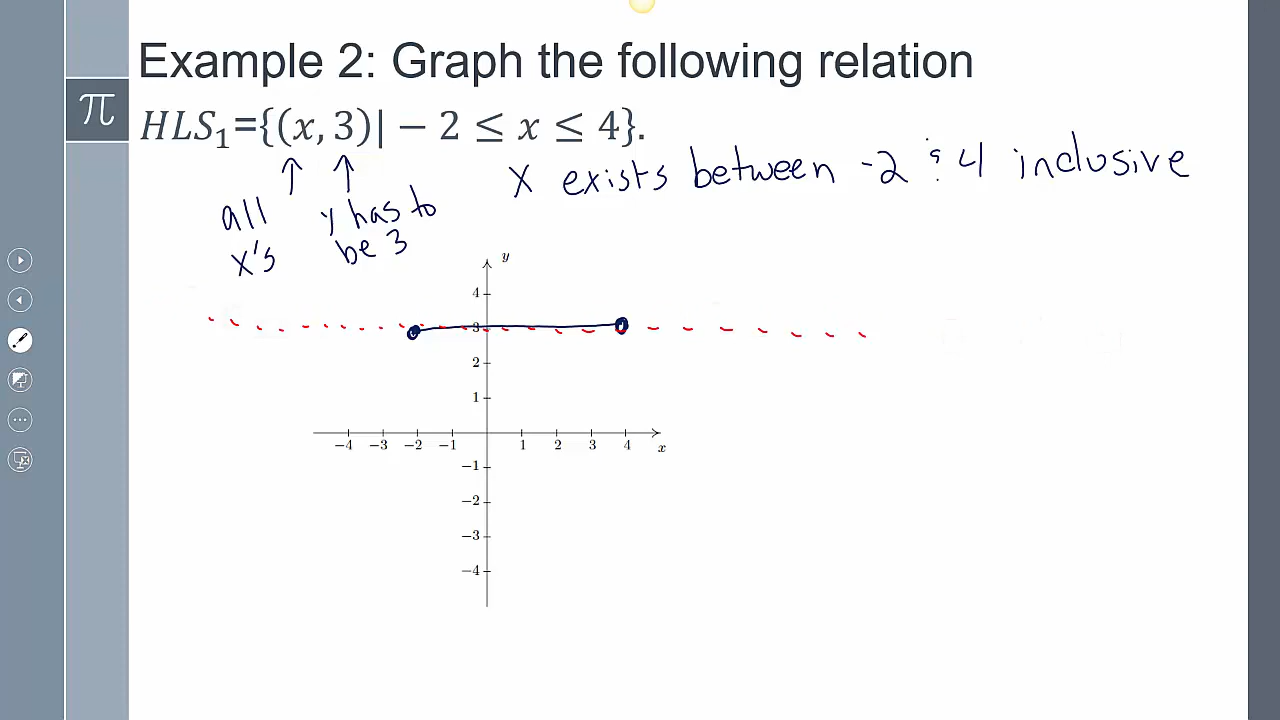 Example 2: Graph the following relation
π
HLS₁={(x, 3)| − 2 ≤ x ≤ 4}.
X exists between -2 & 4 inclusive
all
x's
y has to
be 3
y
4
3
2
1
−4 −3 −2 −1 1 2 3 4 x
−1
−2
−3
−4